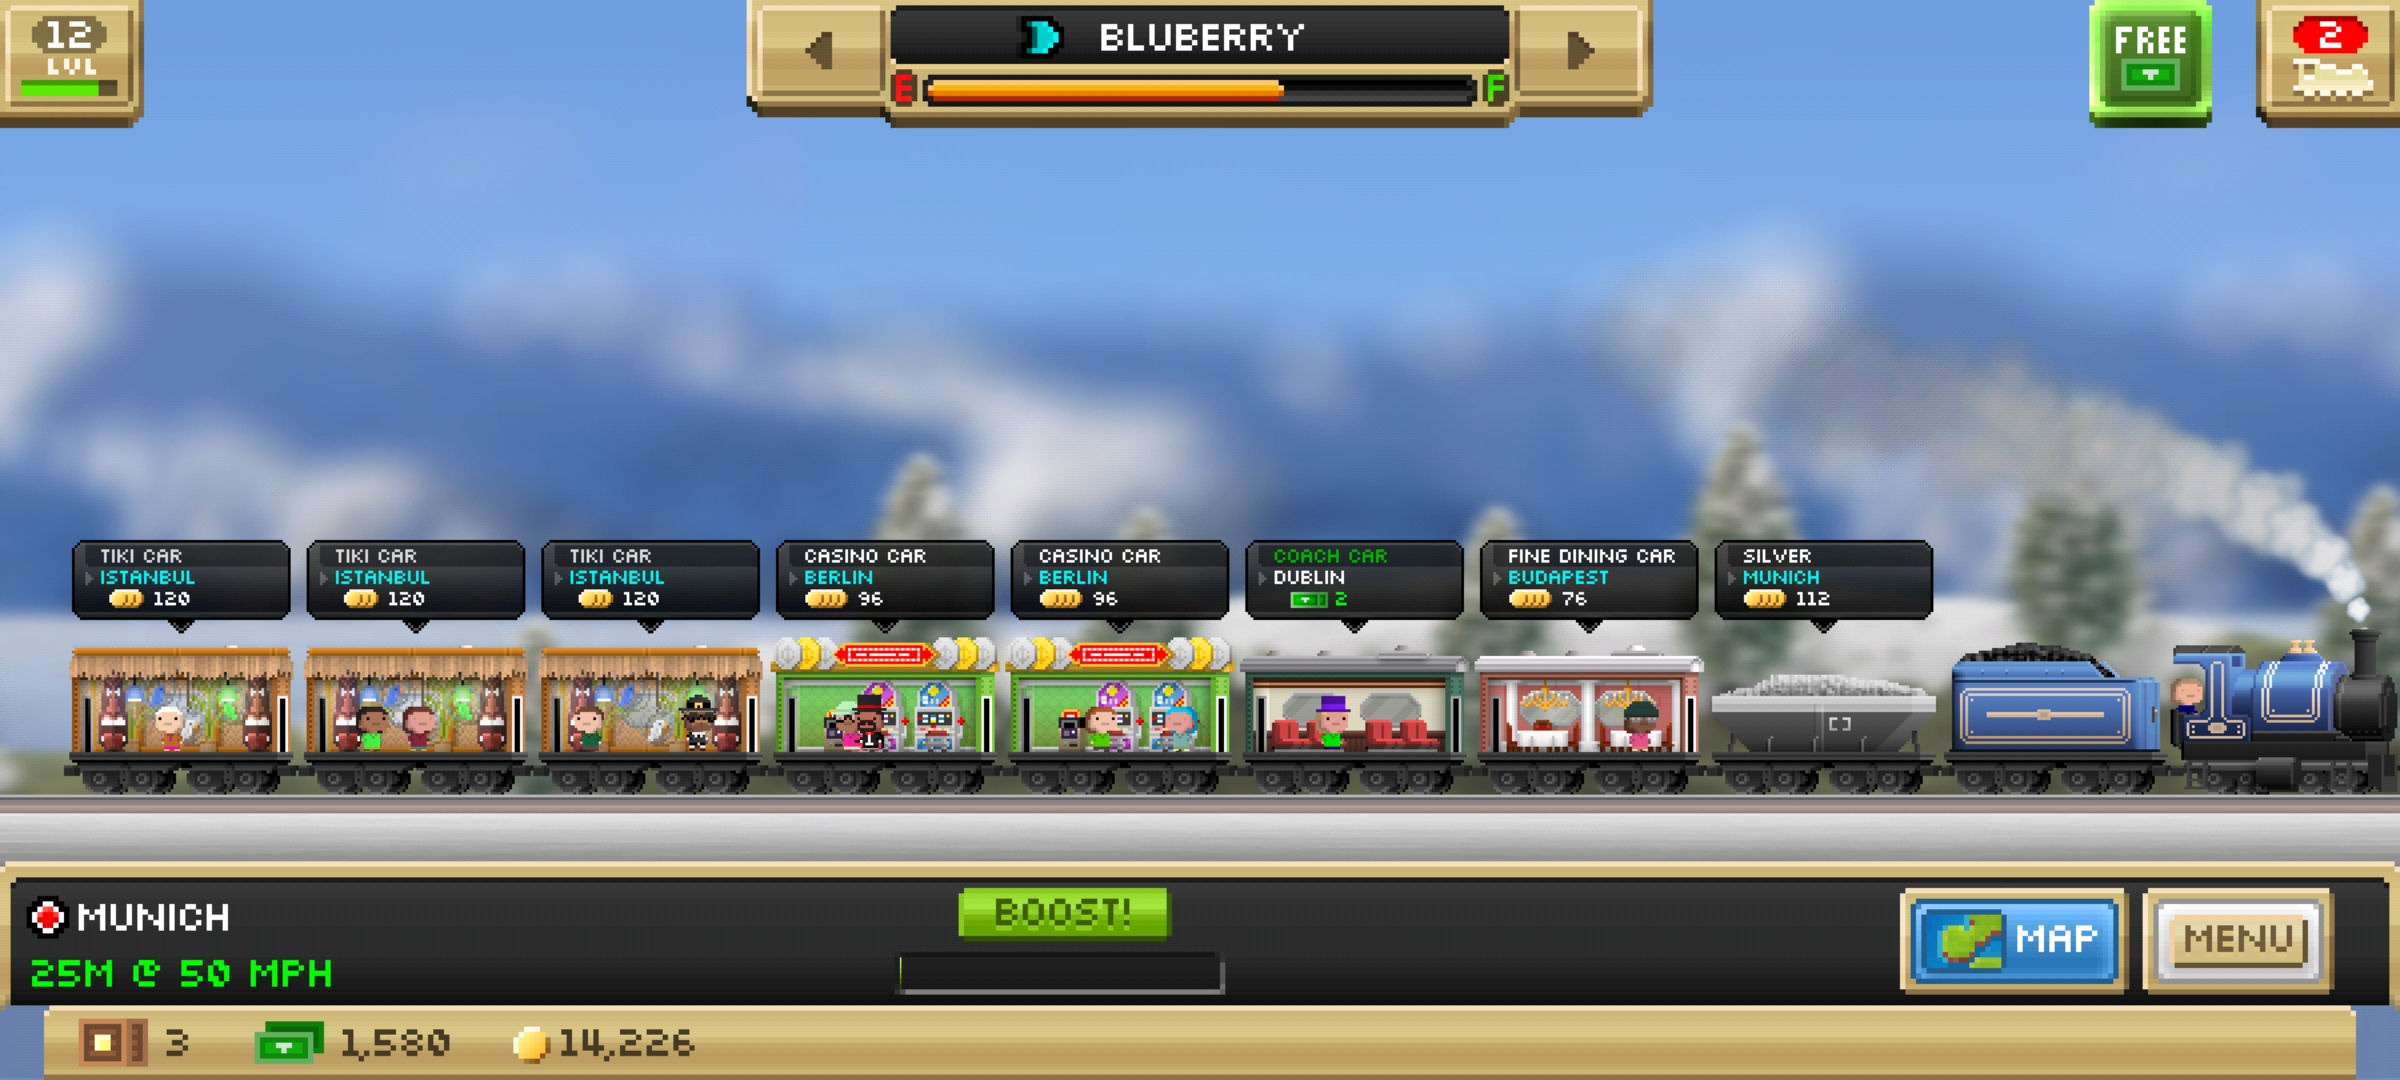 12
LVL
BLUBERRY
E F
FREE
2
TIKI CAR
ISTANBUL
120
TIKI CAR
ISTANBUL
120
TIKI CAR
ISTANBUL
120
CASINO CAR
BERLIN
96
CASINO CAR
BERLIN
96
COACH CAR
DUBLIN
2
FINE DINING CAR
BUDAPEST
76
SILVER
MUNICH
112
MUNICH
25M @ 50 MPH
BOOST!
MAP
MENU
3
1,580
14,226